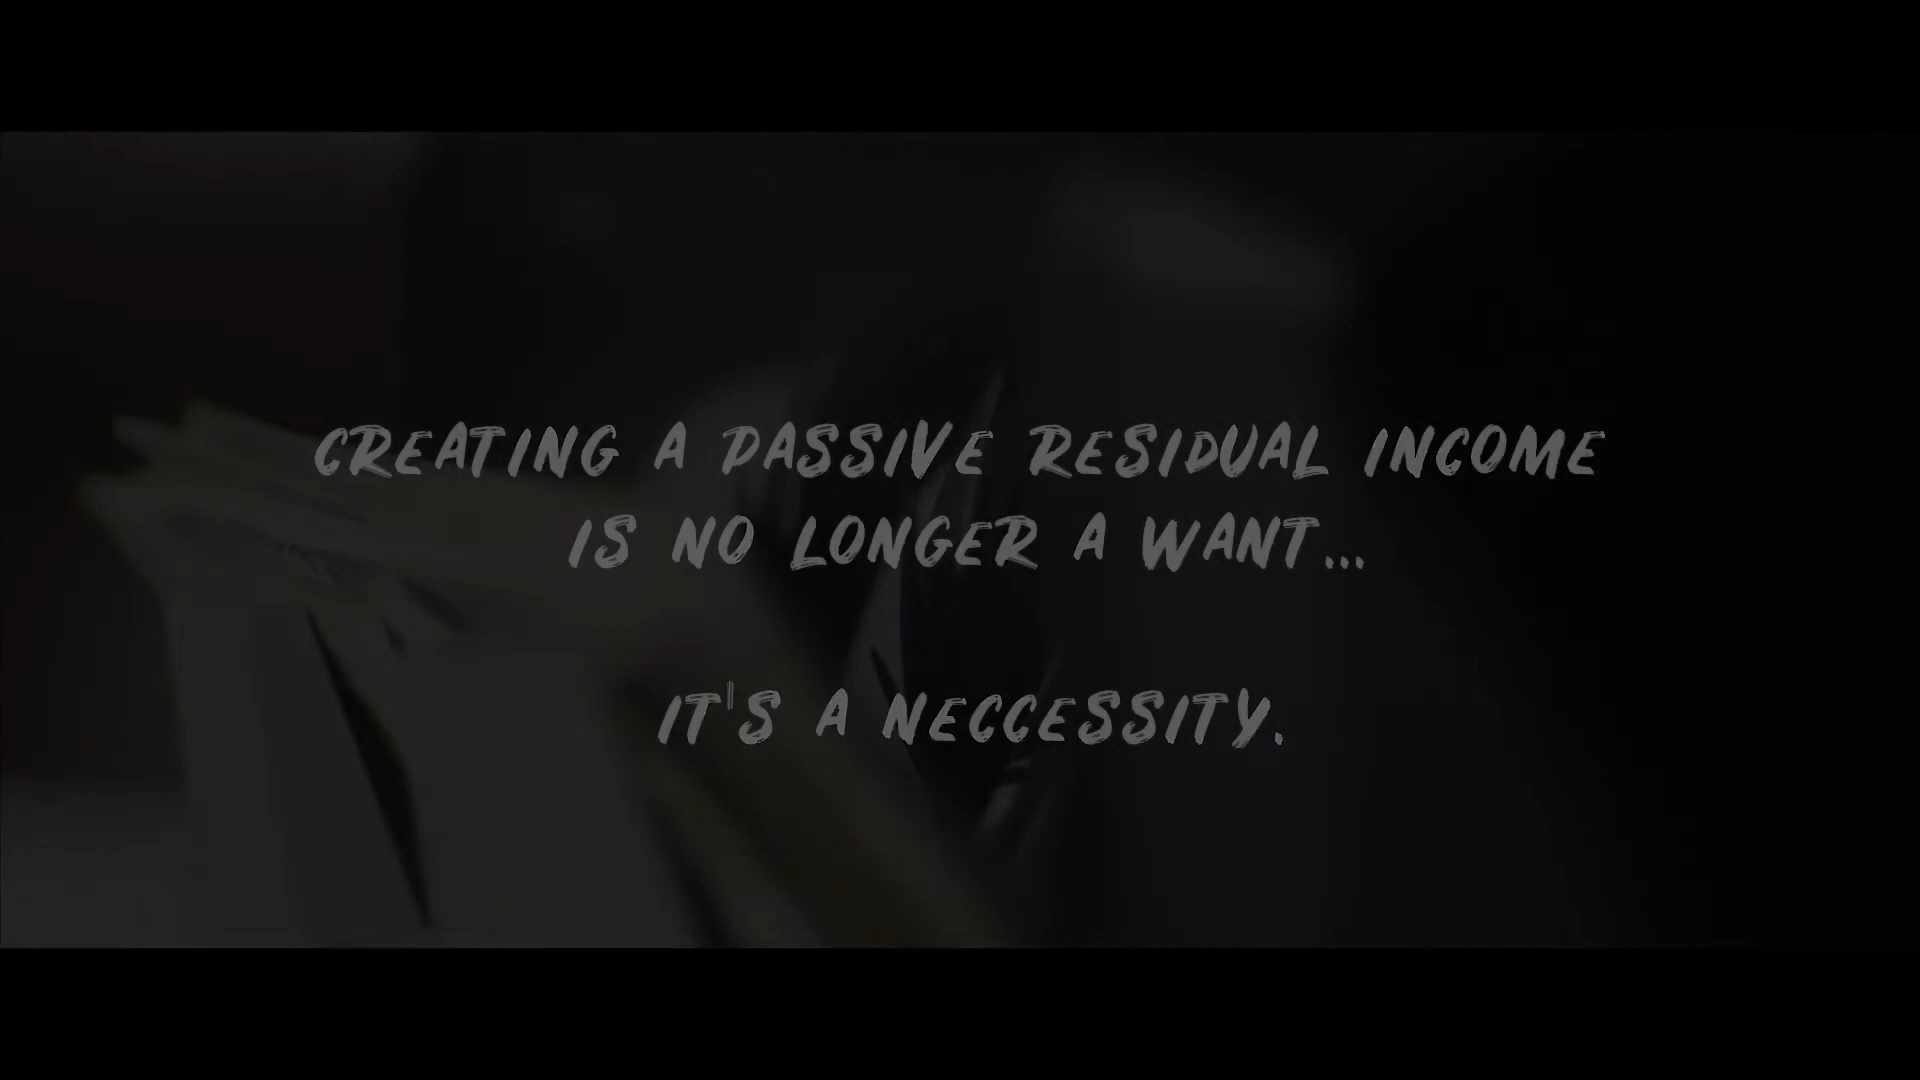 CREATING A PASSIVE RESIDUAL INCOME
IS NO LONGER A WANT...
IT'S A NECCESSITY.